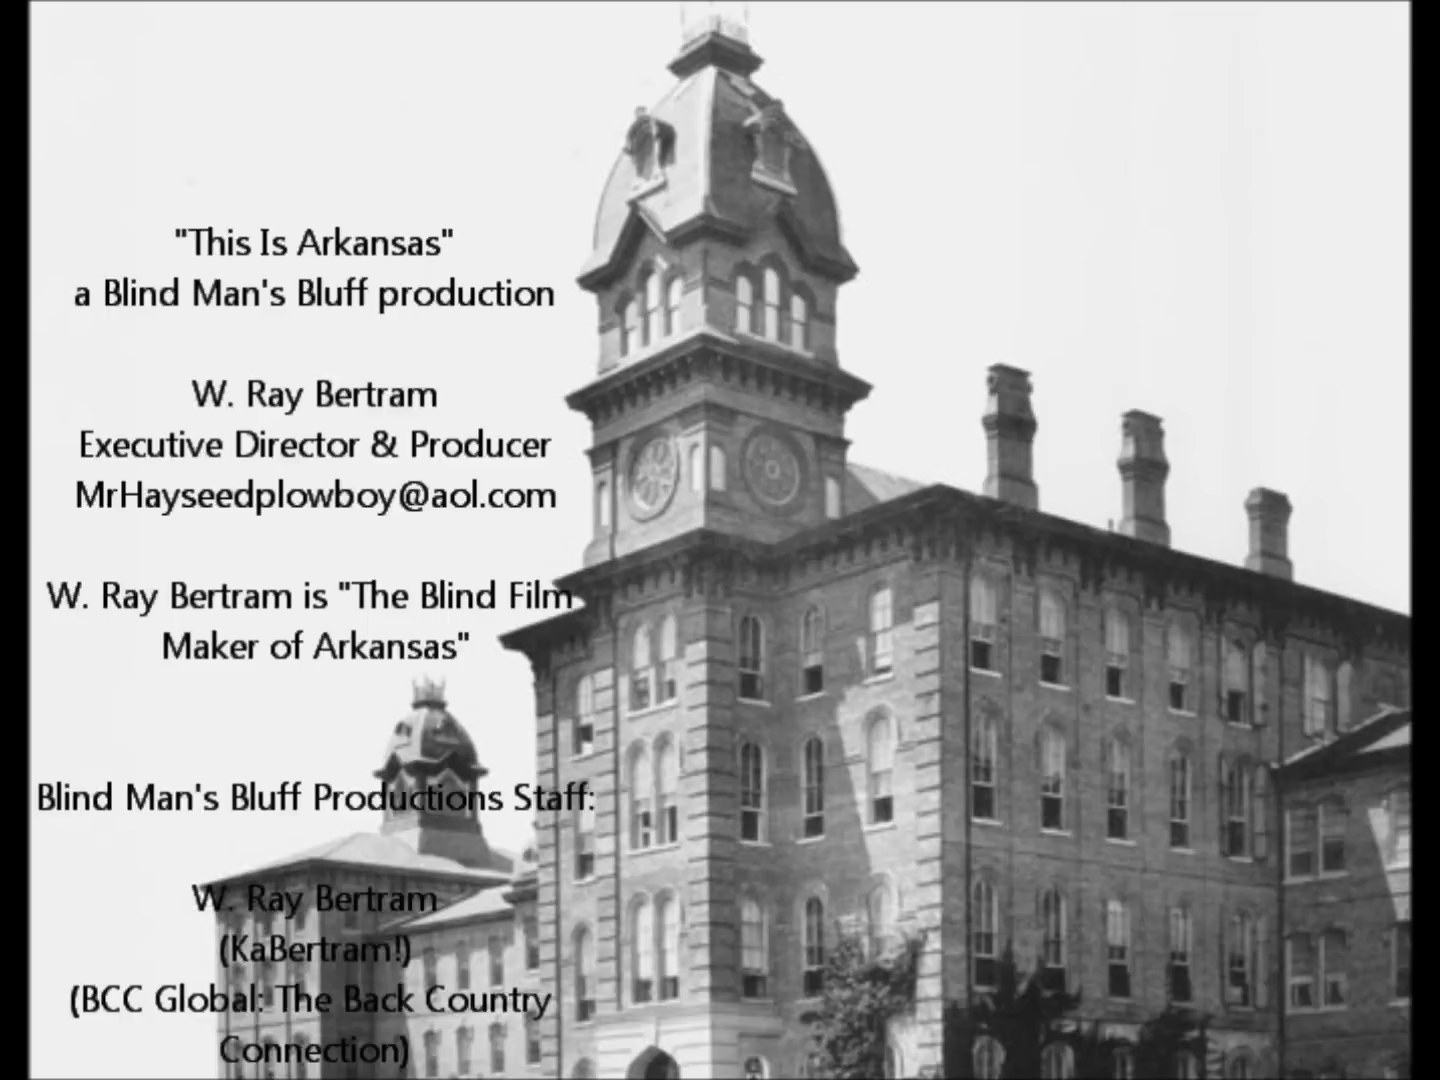 "This Is Arkansas"
a Blind Man's Bluff production
W. Ray Bertram
Executive Director & Producer
MrHayseedplowboy@aol.com
W. Ray Bertram is "The Blind Film
Maker of Arkansas"
Blind Man's Bluff Productions Staff:
W. Ray Bertram
(KaBertram!)
(BCC Global: The Back Country
Connection)